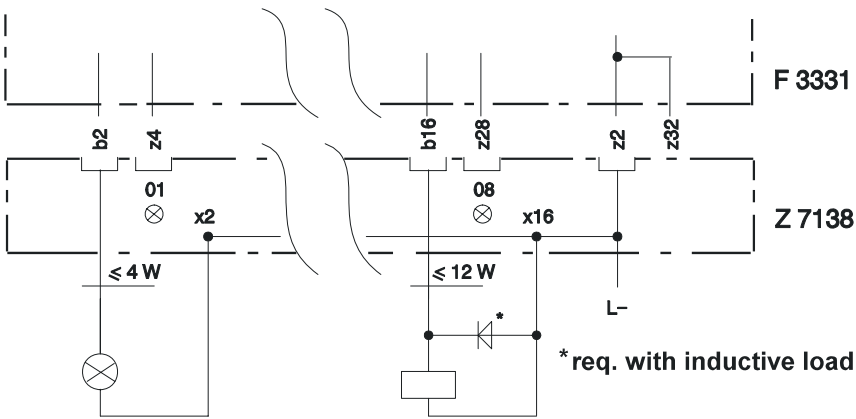 F 3331
b2 z4 b16 z28 z2 z32
01 08
x2 x16
Z 7138
≤ 4 W ≤ 12 W
L–
*
*req. with inductive load